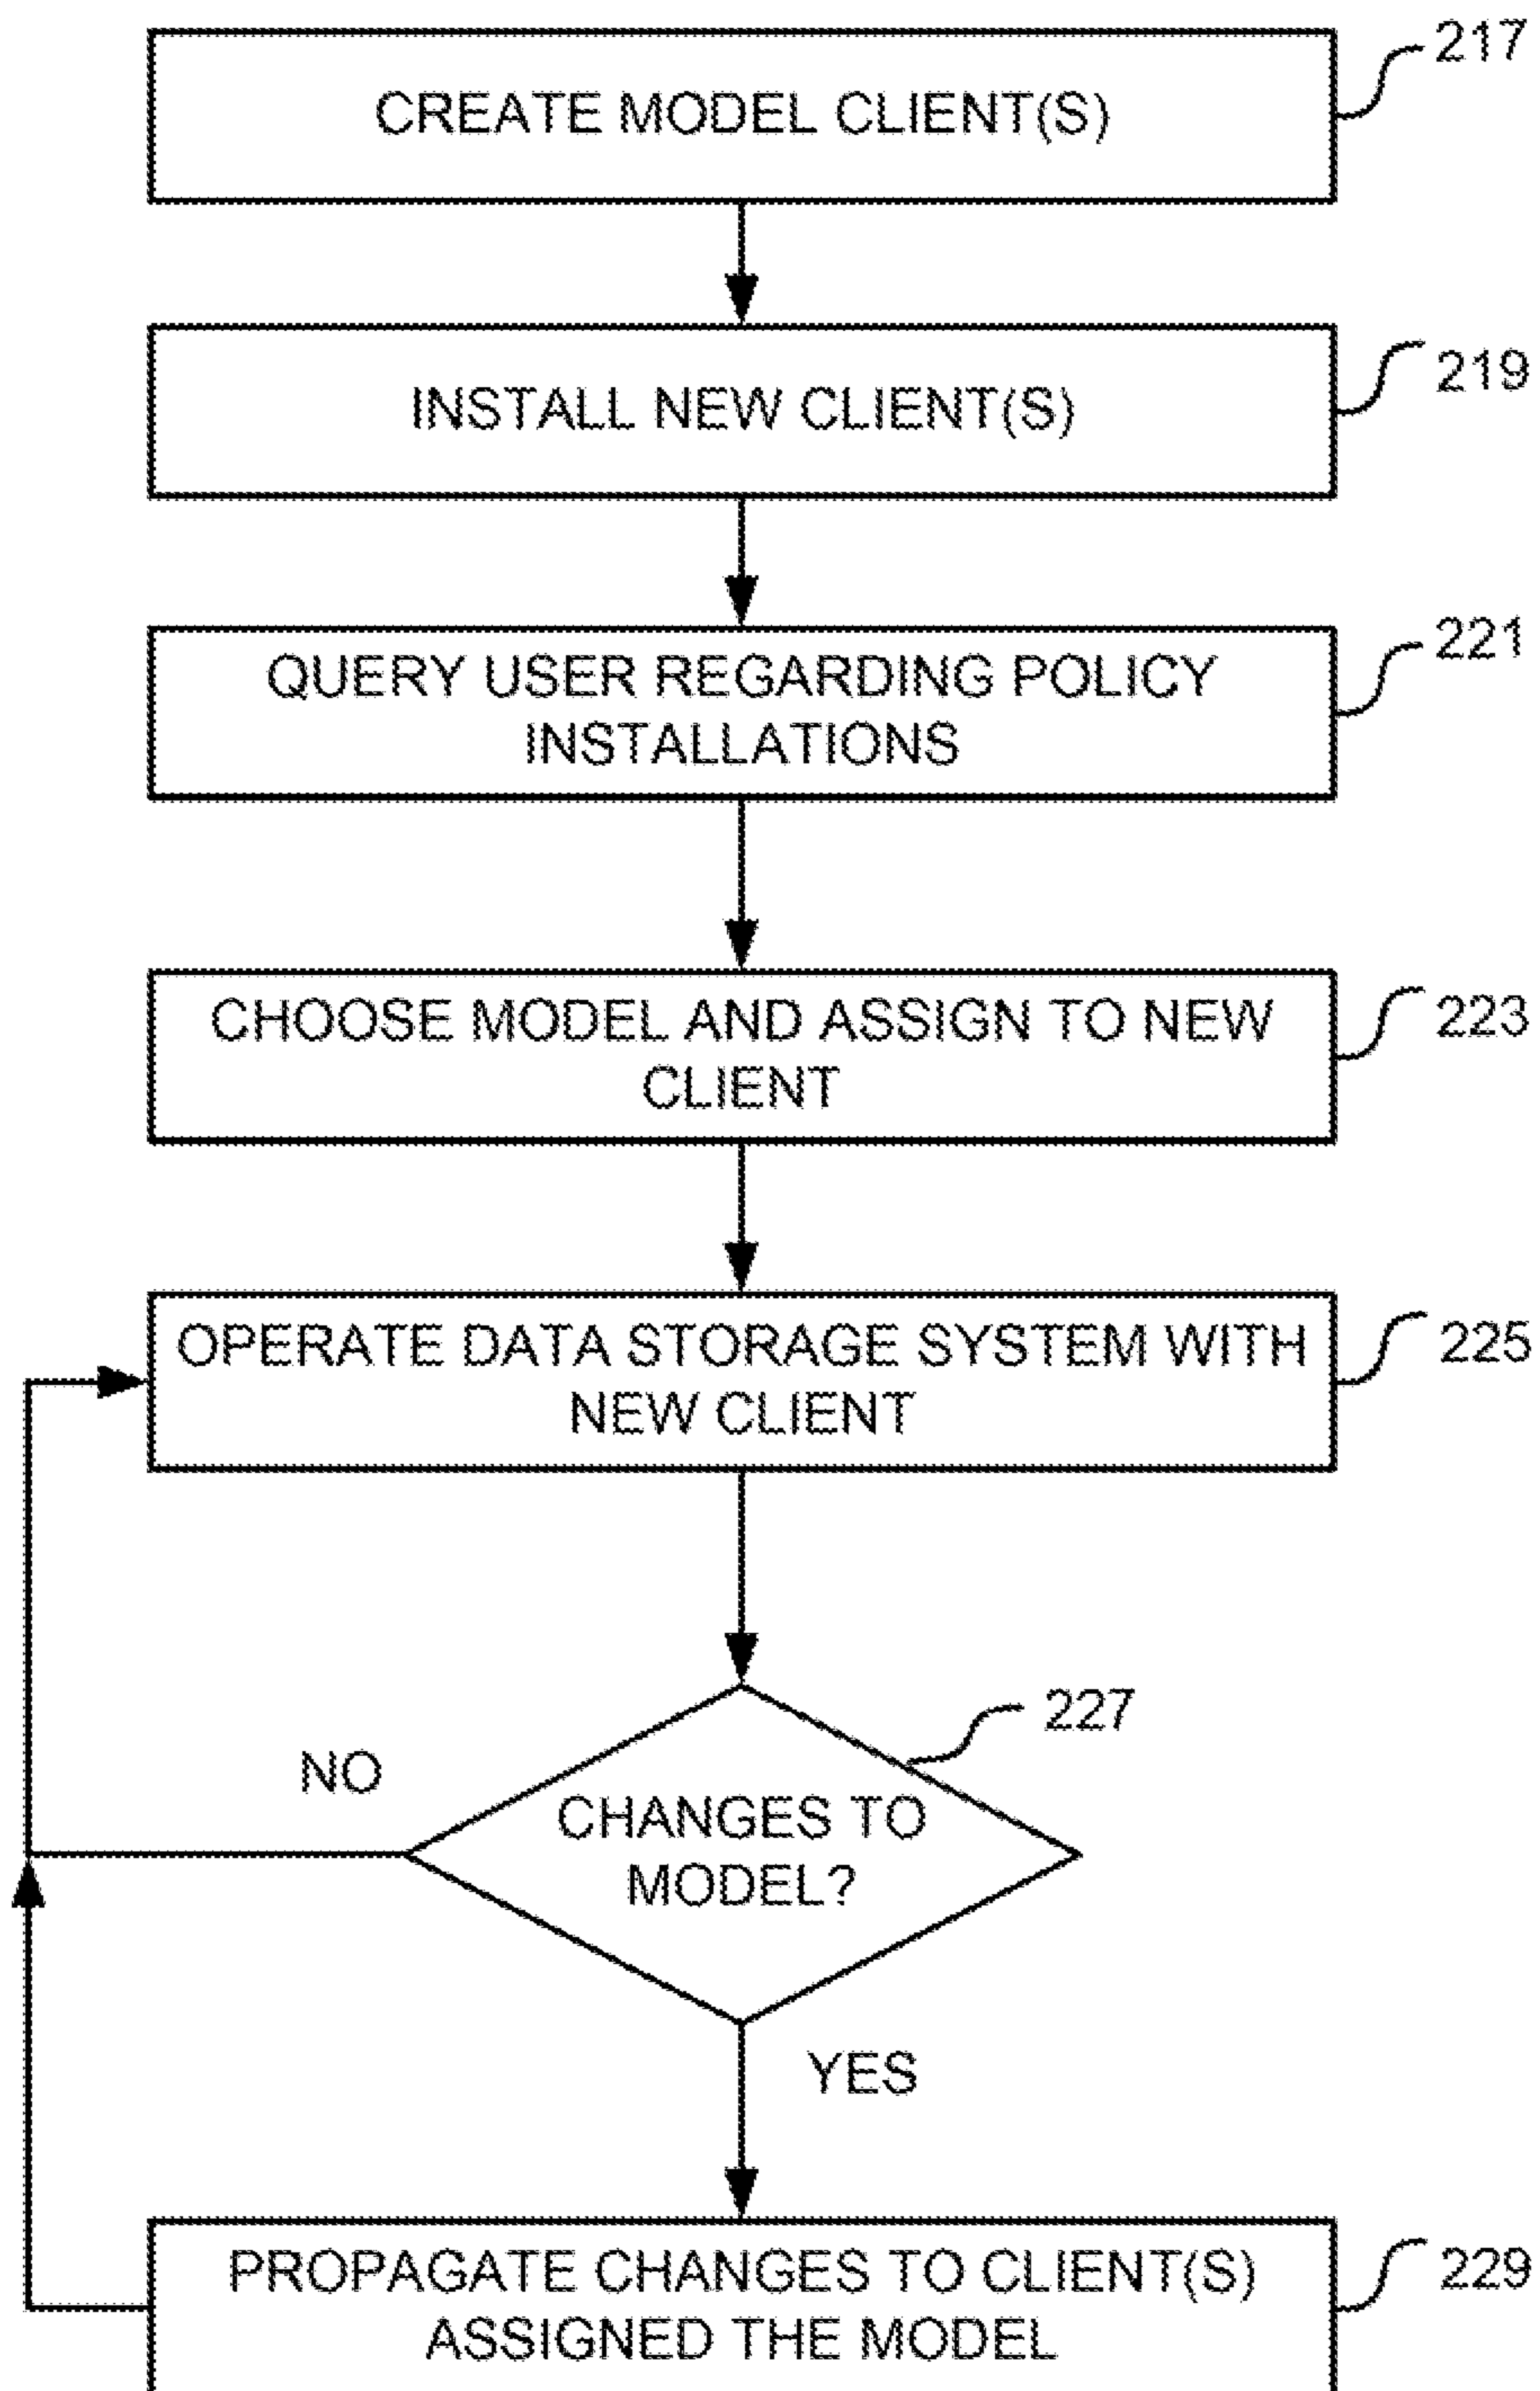 CREATE MODEL CLIENT(S)
217
INSTALL NEW CLIENT(S)
219
QUERY USER REGARDING POLICY
INSTALLATIONS
221
CHOOSE MODEL AND ASSIGN TO NEW
CLIENT
223
OPERATE DATA STORAGE SYSTEM WITH
NEW CLIENT
225
227
NO
CHANGES TO
MODEL?
YES
PROPAGATE CHANGES TO CLIENT(S)
ASSIGNED THE MODEL
229